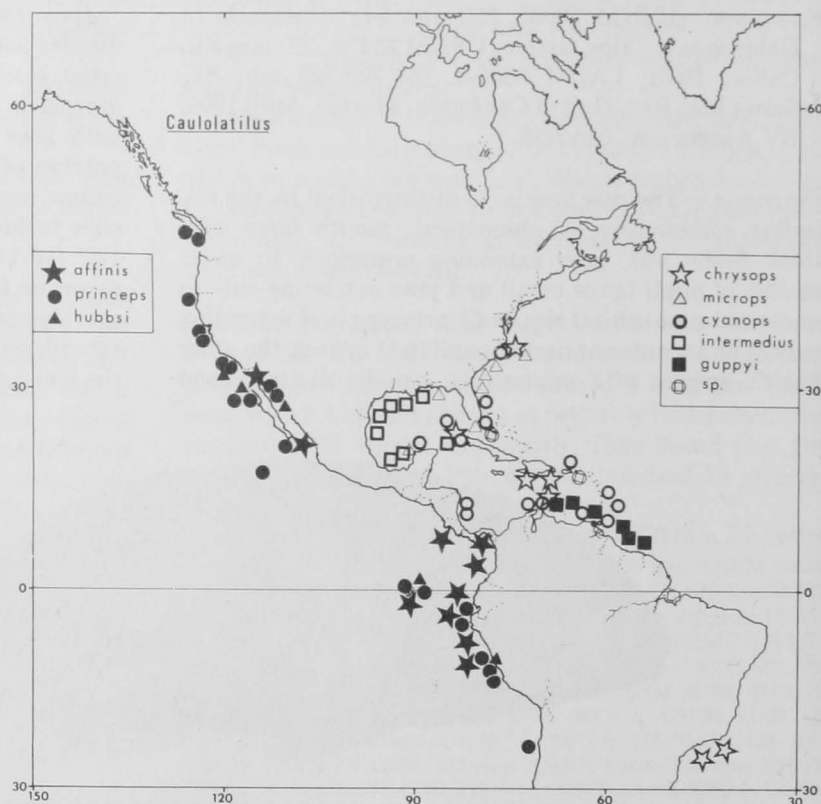 60
60
Caulolatilus
affinis
princeps
hubbsi
chrysops
microps
cyanops
intermedius
guppyi
sp.
30
30
0
0
30
150
120
90
60
30
30